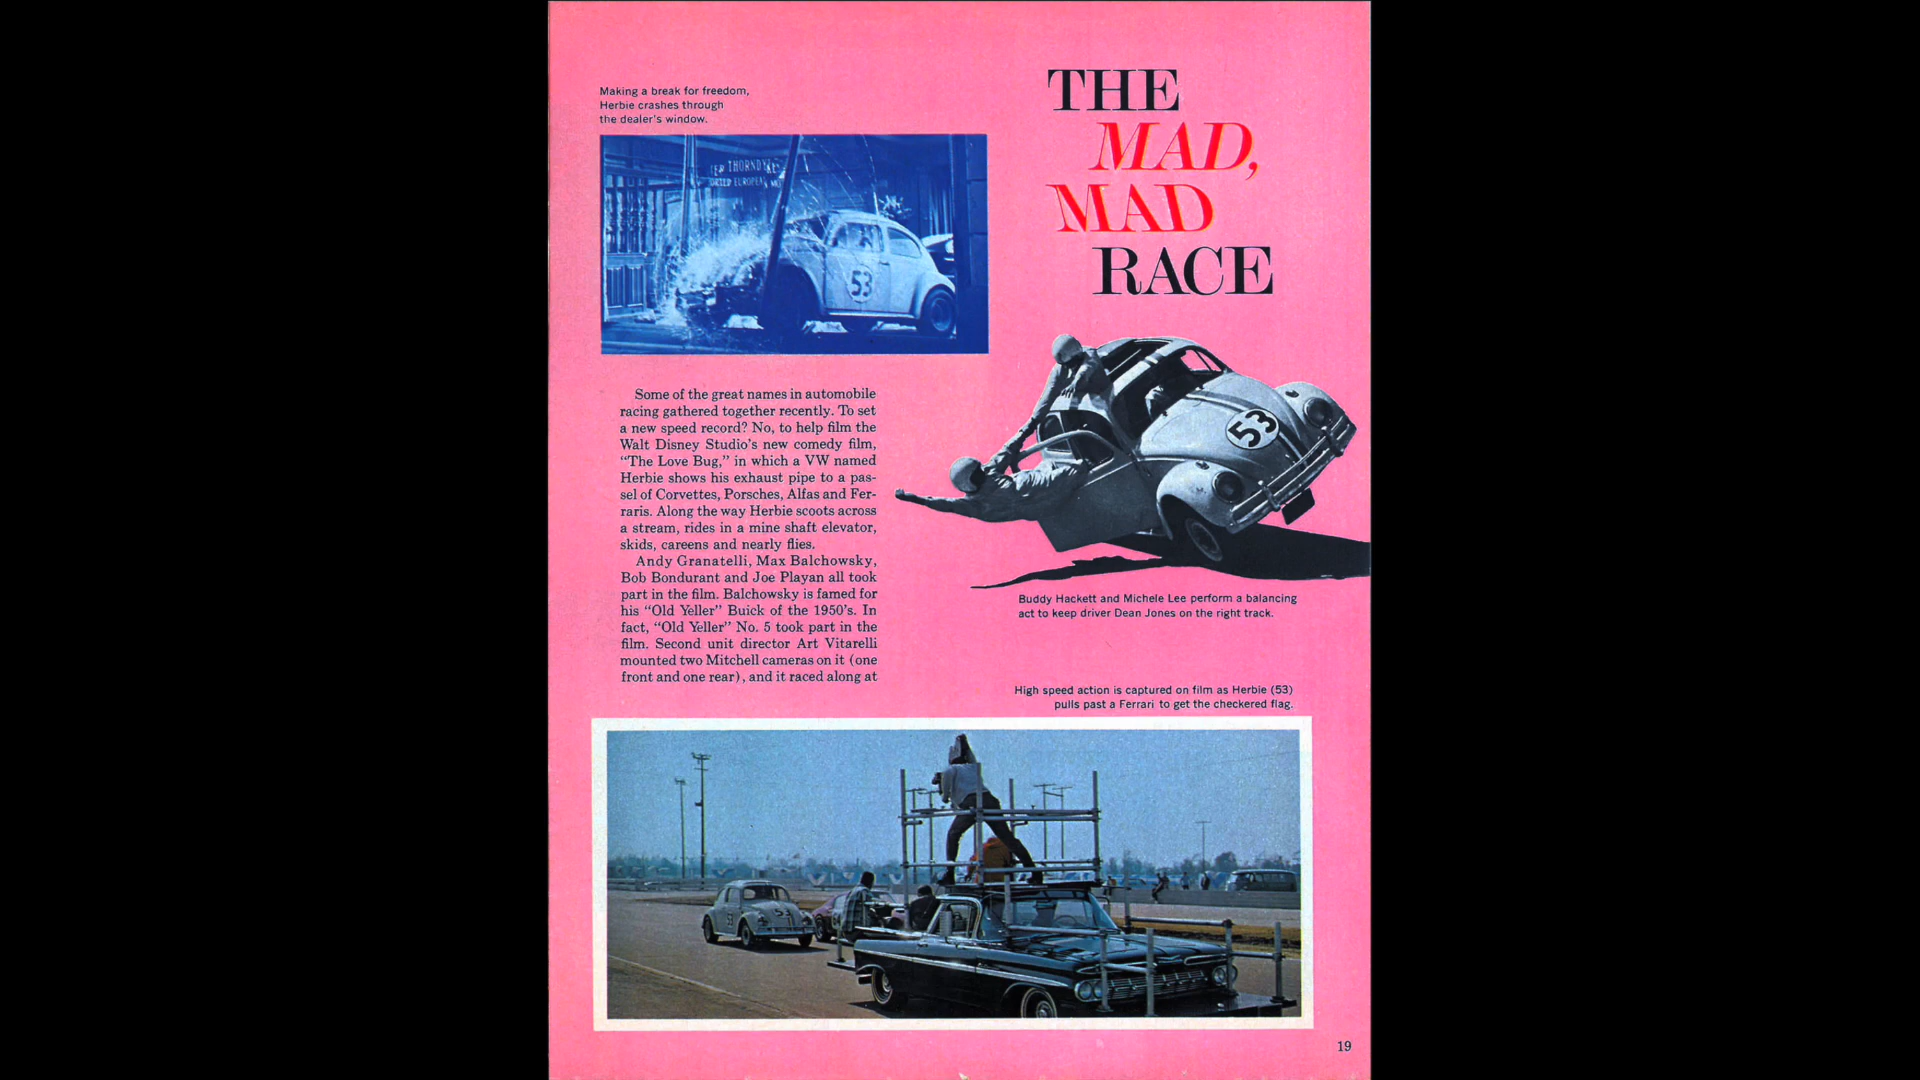 Making a break for freedom,
Herbie crashes through
the dealer's window.
THE
MAD,
MAD
RACE
THORNDYKE
EUROPEAN
53
53
Some of the great names in automobile
racing gathered together recently. To set
a new speed record? No, to help film the
Walt Disney Studio's new comedy film,
"The Love Bug," in which a VW named
Herbie shows his exhaust pipe to a pas-
sel of Corvettes, Porsches, Alfas and Fer-
raris. Along the way Herbie scoots across
a stream, rides in a mine shaft elevator,
skids, careens and nearly flies.
Andy Granatelli, Max Balchowsky,
Bob Bondurant and Joe Playan all took
part in the film. Balchowsky is famed for
his "Old Yeller" Buick of the 1950's. In
fact, "Old Yeller" No. 5 took part in the
film. Second unit director Art Vitarelli
mounted two Mitchell cameras on it (one
front and one rear), and it raced along at
Buddy Hackett and Michele Lee perform a balancing
act to keep driver Dean Jones on the right track.
High speed action is captured on film as Herbie (53)
pulls past a Ferrari to get the checkered flag.
53
53
19